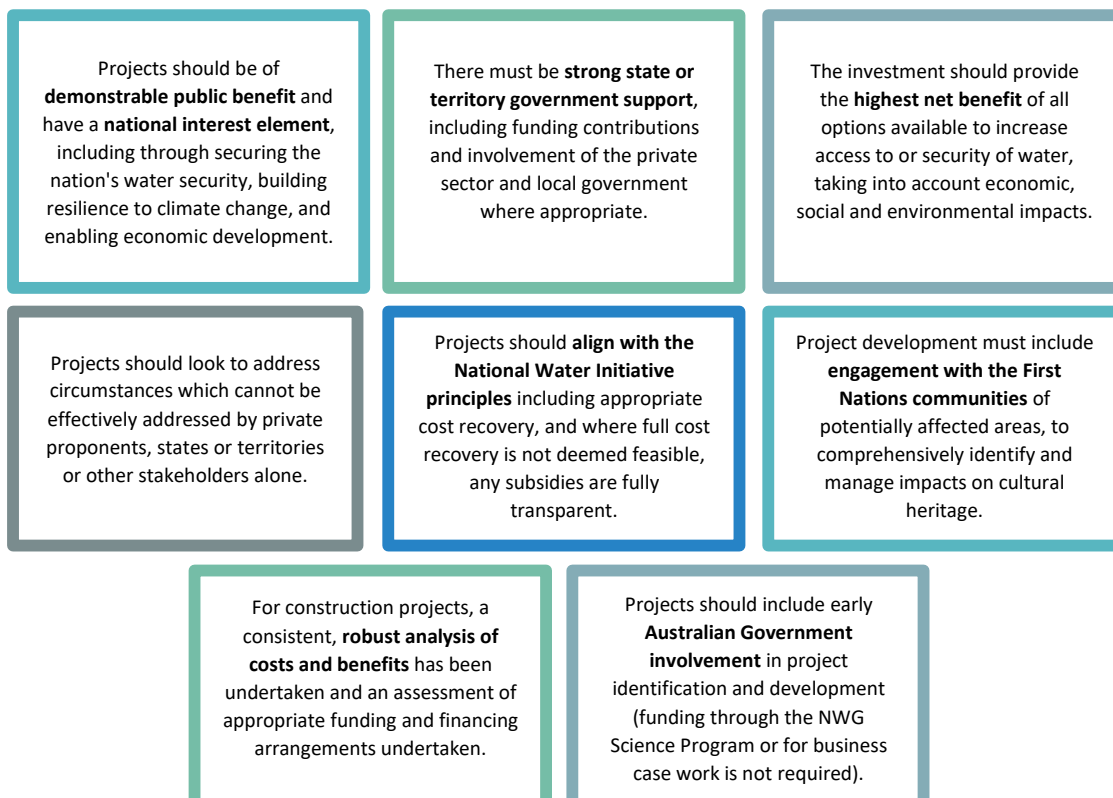 Projects should be of
demonstrable public benefit and
have a national interest element,
including through securing the
nation's water security, building
resilience to climate change, and
enabling economic development.
There must be strong state or
territory government support,
including funding contributions
and involvement of the private
sector and local government
where appropriate.
The investment should provide
the highest net benefit of all
options available to increase
access to or security of water,
taking into account economic,
social and environmental impacts.
Projects should look to address
circumstances which cannot be
effectively addressed by private
proponents, states or territories
or other stakeholders alone.
Projects should align with the
National Water Initiative
principles including appropriate
cost recovery, and where full cost
recovery is not deemed feasible,
any subsidies are fully
transparent.
Project development must include
engagement with the First
Nations communities of
potentially affected areas, to
comprehensively identify and
manage impacts on cultural
heritage.
For construction projects, a
consistent, robust analysis of
costs and benefits has been
undertaken and an assessment of
appropriate funding and financing
arrangements undertaken.
Projects should include early
Australian Government
involvement in project
identification and development
(funding through the NWG
Science Program or for business
case work is not required).